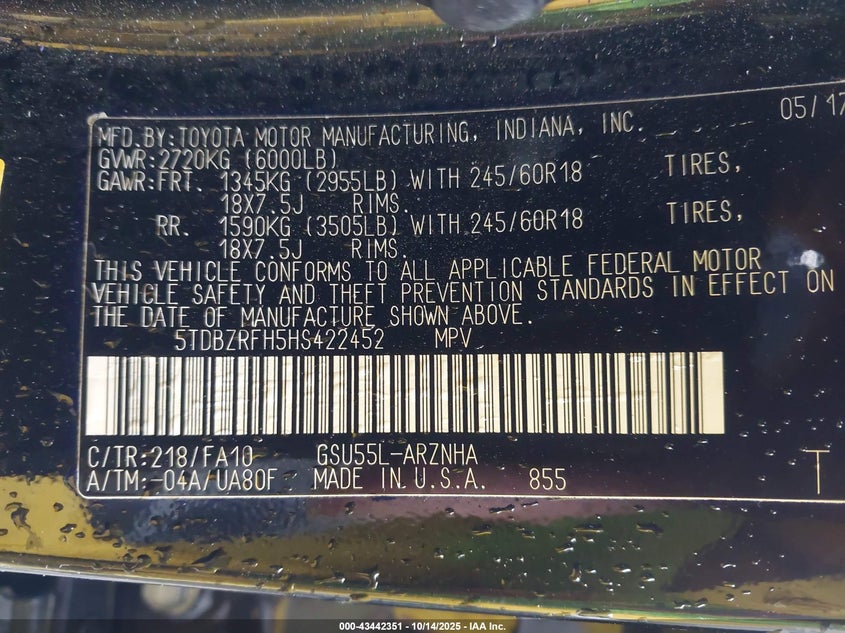 05/17
MFD.BY:TOYOTA MOTOR MANUFACTURING, INDIANA, INC.
GVWR:2720KG (6000LB)
GAWR:FRT. 1345KG (2955LB) WITH 245/60R18 TIRES,
18X7.5J RIMS.
RR. 1590KG (3505LB) WITH 245/60R18 TIRES,
18X7.5J RIMS.
THIS VEHICLE CONFORMS TO ALL APPLICABLE FEDERAL MOTOR
VEHICLE SAFETY AND THEFT PREVENTION STANDARDS IN EFFECT ON
THE DATE OF MANUFACTURE SHOWN ABOVE.
5TDBZRFH5HS422452 MPV
C/TR:218/FA10 GSU55L-ARZNHA
A/TM:-04A/UA80F MADE IN U.S.A. 855 T
000-43442351 - 10/14/2025 - IAA Inc.